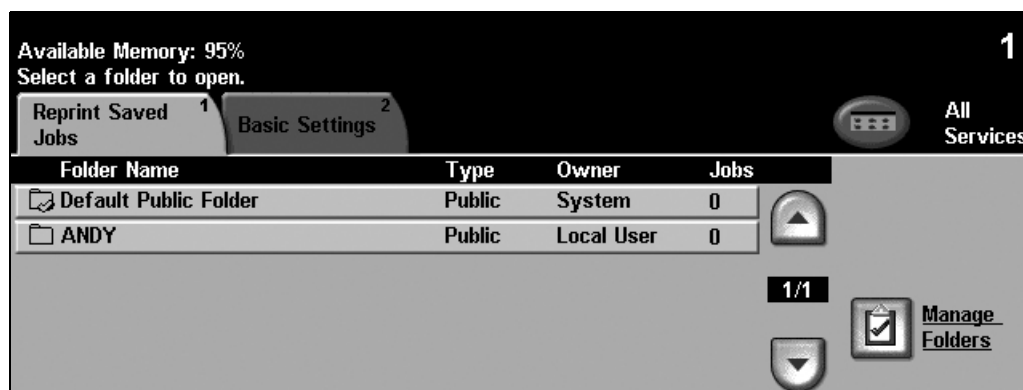 Available Memory: 95%
1
Select a folder to open.
Reprint Saved 1
Jobs
Basic Settings 2
All
Services
Folder Name Type Owner Jobs
Default Public Folder Public System 0
ANDY Public Local User 0
1/1
Manage
Folders